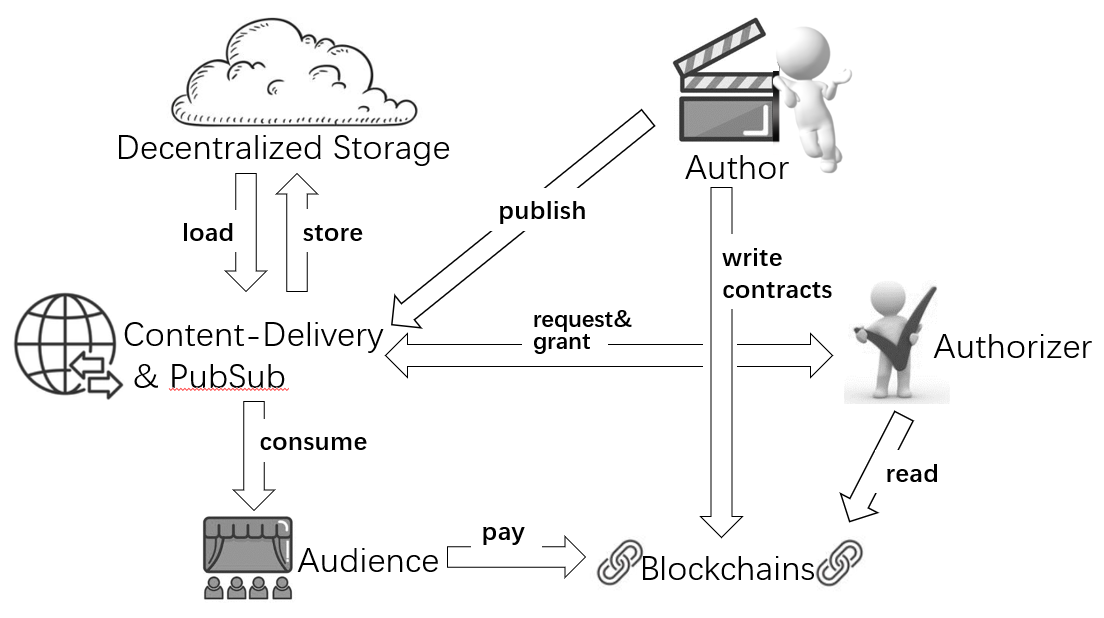 Decentralized Storage
Author
load
store
publish
write
contracts
Content-Delivery
& PubSub
request&
grant
Authorizer
consume
read
Audience
pay
Blockchains